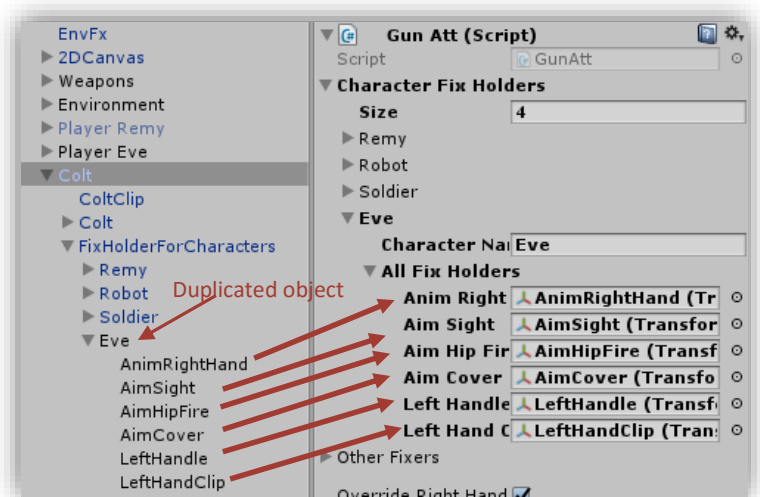 EnvFx
2DCanvas
Weapons
Environment
Player Remy
Player Eve
Colt
ColtClip
Colt
FixHolderForCharacters
Remy
Robot
Soldier
Eve
AnimRightHand
AimSight
AimHipFire
AimCover
LeftHandle
LeftHandClip
Duplicated object
Gun Att (Script)
Script GunAtt
Character Fix Holders
Size 4
Remy
Robot
Soldier
Eve
Character Nai Eve
All Fix Holders
Anim Right AnimRightHand (Tr
Aim Sight AimSight (Transfor
Aim Hip Fir AimHipFire (Transf
Aim Cover AimCover (Transfo
Left Handle LeftHandle (Transf
Left Hand C LeftHandClip (Tran
Other Fixers
Override Right Hand